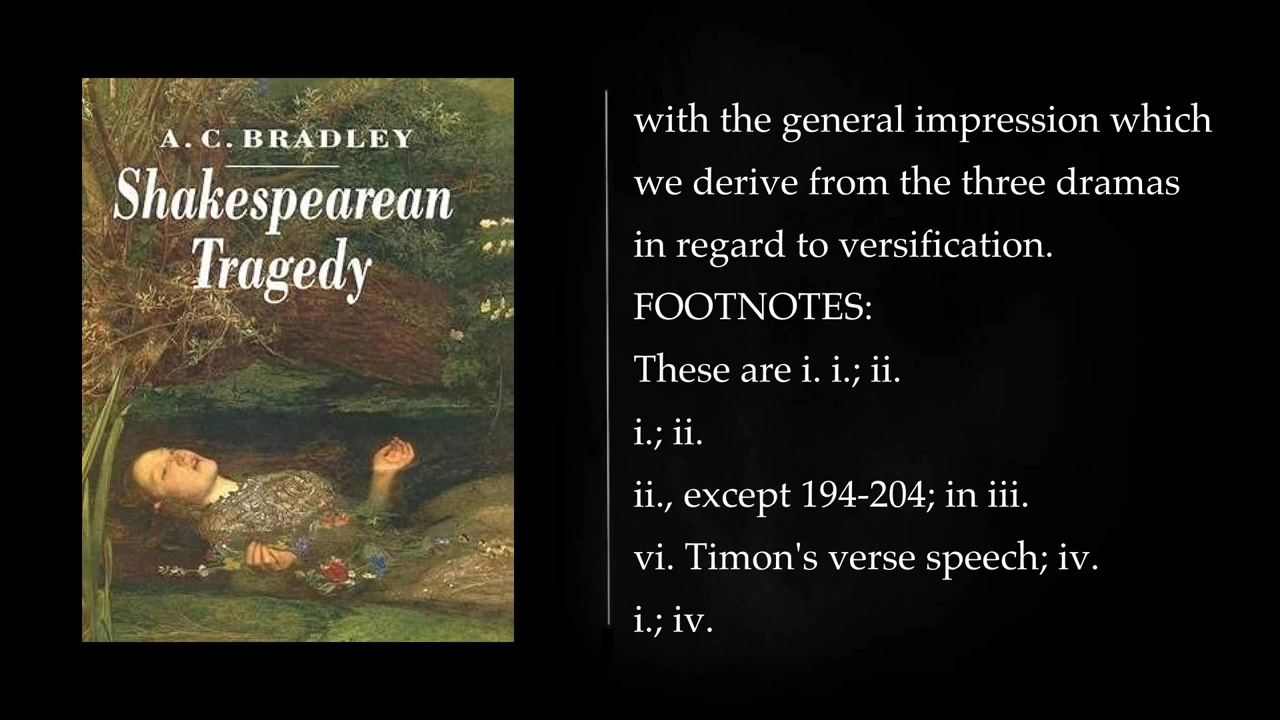 A. C. BRADLEY
Shakespearean
Tragedy
with the general impression which
we derive from the three dramas
in regard to versification.
FOOTNOTES:
These are i. i.; ii.
i.; ii.
ii., except 194-204; in iii.
vi. Timon's verse speech; iv.
i.; iv.